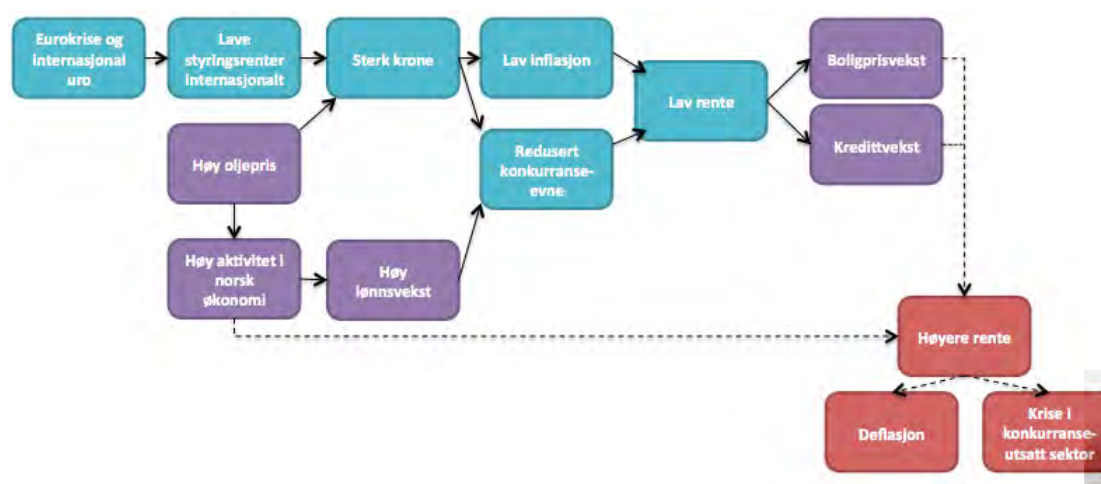 Eurokrise og
internasjonal
uro
Lave
styringsrenter
internasjonalt
Sterk krone
Lav inflasjon
Lav rente
Boligprisvekst
Kredittvekst
Høy oljepris
Redusert
konkurranse-
evne
Høy aktivitet i
norsk
økonomi
Høy
lønnsvekst
Høyere rente
Deflasjon
Krise i
konkurranse-
utsatt sektor